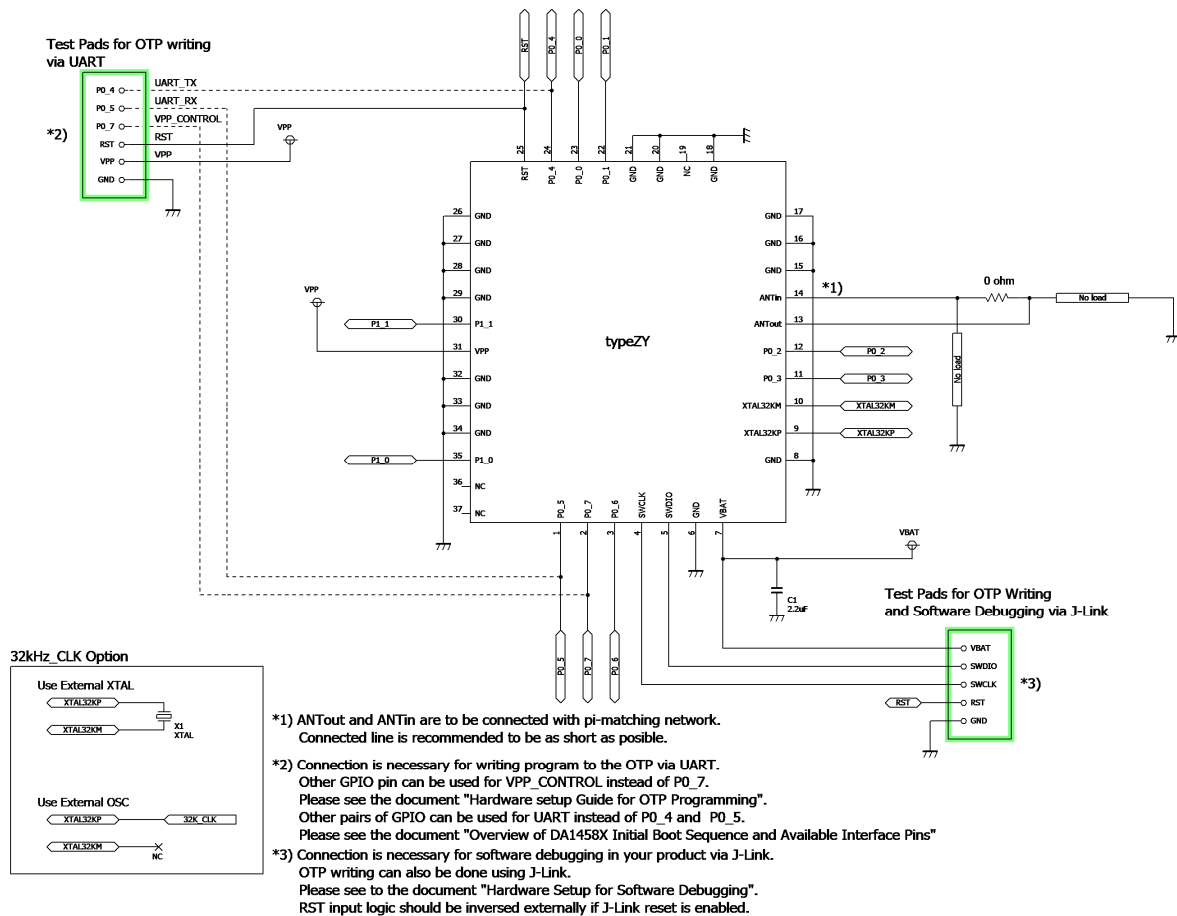 Test Pads for OTP writing
via UART
P0_4
UART_TX
P0_5
UART_RX
P0_7
VPP_CONTROL
*2)
RST
RST
VPP
VPP
GND
VPP
RST
P0_4
P0_0
P0_1
25
24
23
22
21
20
19
18
RST
P0_4
P0_0
P0_1
GND
GND
NC
GND
26
GND
27
GND
28
GND
29
GND
VPP
P1_1
30
P1_1
31
VPP
32
GND
33
GND
34
GND
P1_0
35
P1_0
36
NC
37
NC
typeZY
GND
17
GND
16
GND
15
ANTin
14
*1)
0 ohm
No load
ANTout
13
P0_2
12
P0_2
P0_3
11
P0_3
No load
XTAL32KM
10
XTAL32KM
XTAL32KP
9
XTAL32KP
GND
8
P0_5
P0_7
P0_6
SWCLK
SWDIO
GND
VBAT
1
2
3
4
5
6
7
VBAT
C1
2.2uF
P0_5
P0_7
P0_6
Test Pads for OTP Writing
and Software Debugging via J-Link
VBAT
SWDIO
SWCLK
*3)
RST
RST
GND
32kHz_CLK Option
Use External XTAL
XTAL32KP
X1
XTAL
XTAL32KM
Use External OSC
XTAL32KP
32K_CLK
XTAL32KM
NC
*1) ANTout and ANTin are to be connected with pi-matching network.
Connected line is recommended to be as short as posible.
*2) Connection is necessary for writing program to the OTP via UART.
Other GPIO pin can be used for VPP_CONTROL instead of P0_7.
Please see the document "Hardware setup Guide for OTP Programming".
Other pairs of GPIO can be used for UART instead of P0_4 and P0_5.
Please see the document "Overview of DA1458X Initial Boot Sequence and Available Interface Pins"
*3) Connection is necessary for software debugging in your product via J-Link.
OTP writing can also be done using J-Link.
Please see to the document "Hardware Setup for Software Debugging".
RST input logic should be inversed externally if J-Link reset is enabled.